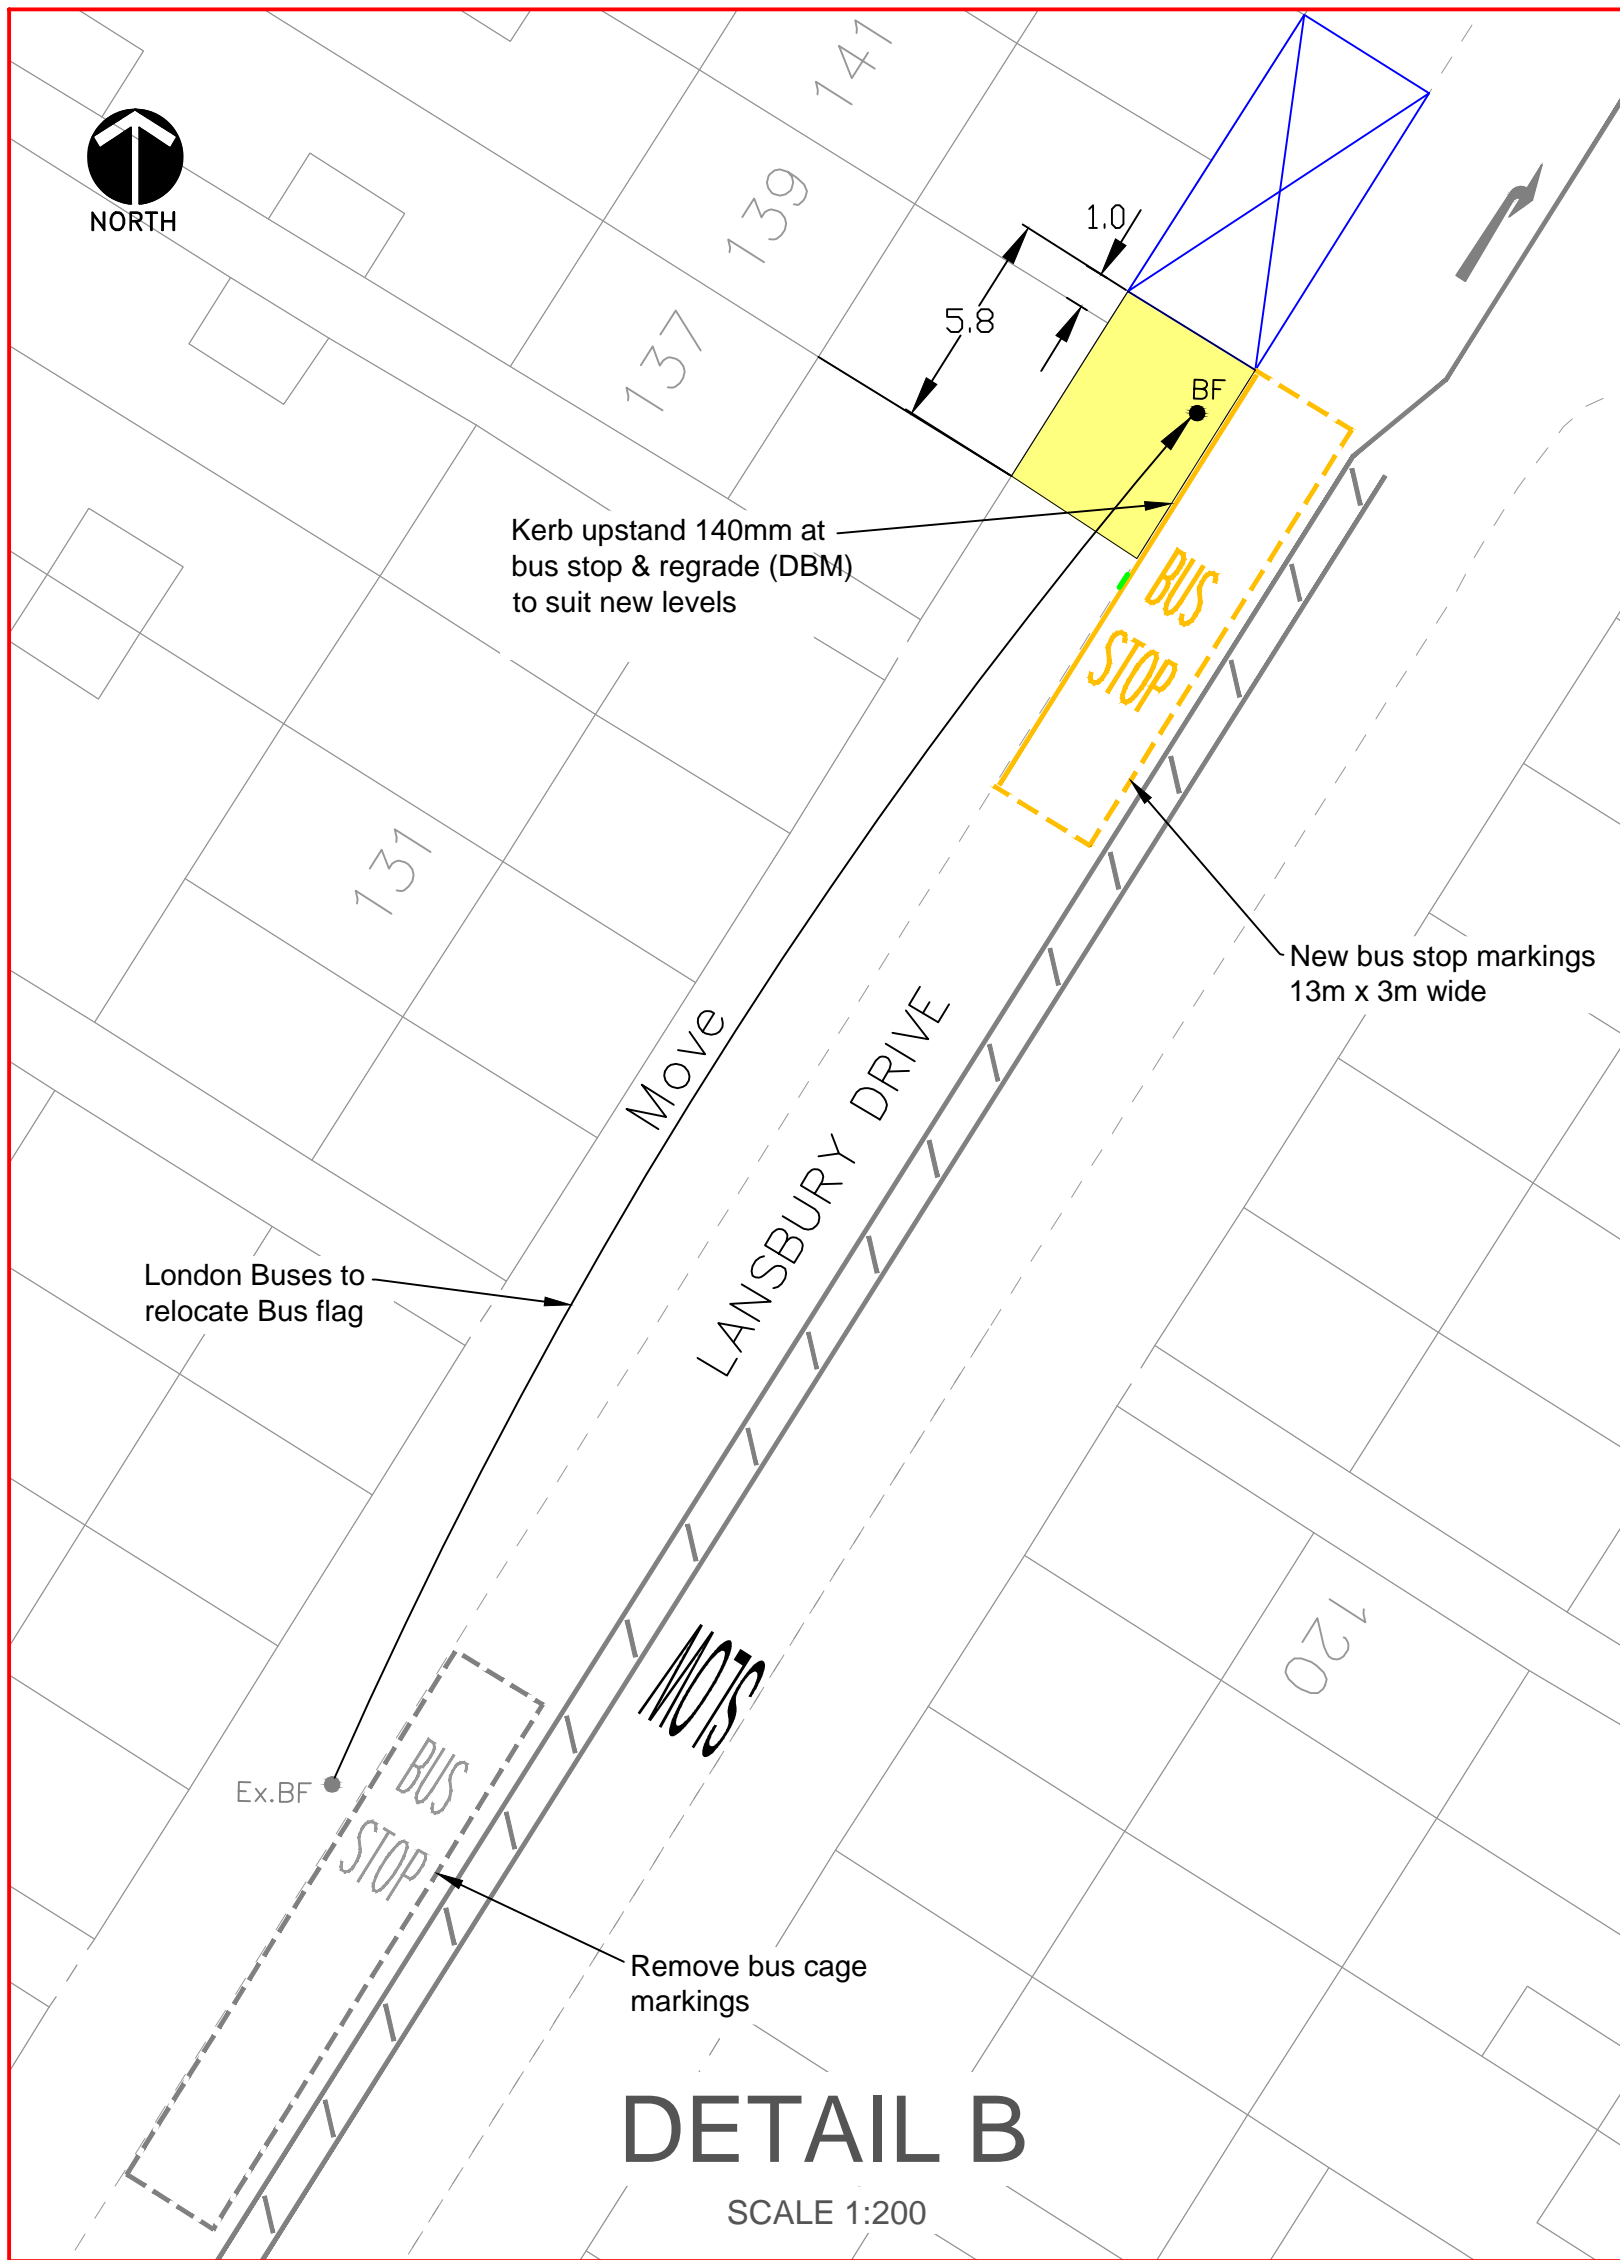 NORTH
141
139
137
1.0
5.8
BF
Kerb upstand 140mm at
bus stop & regrade (DBM)
to suit new levels
BUS
STOP
131
New bus stop markings
13m x 3m wide
Move
LANSBURY DRIVE
London Buses to
relocate Bus flag
SLOW
120
Ex.BF
BUS
STOP
Remove bus cage
markings
DETAIL B
SCALE 1:200